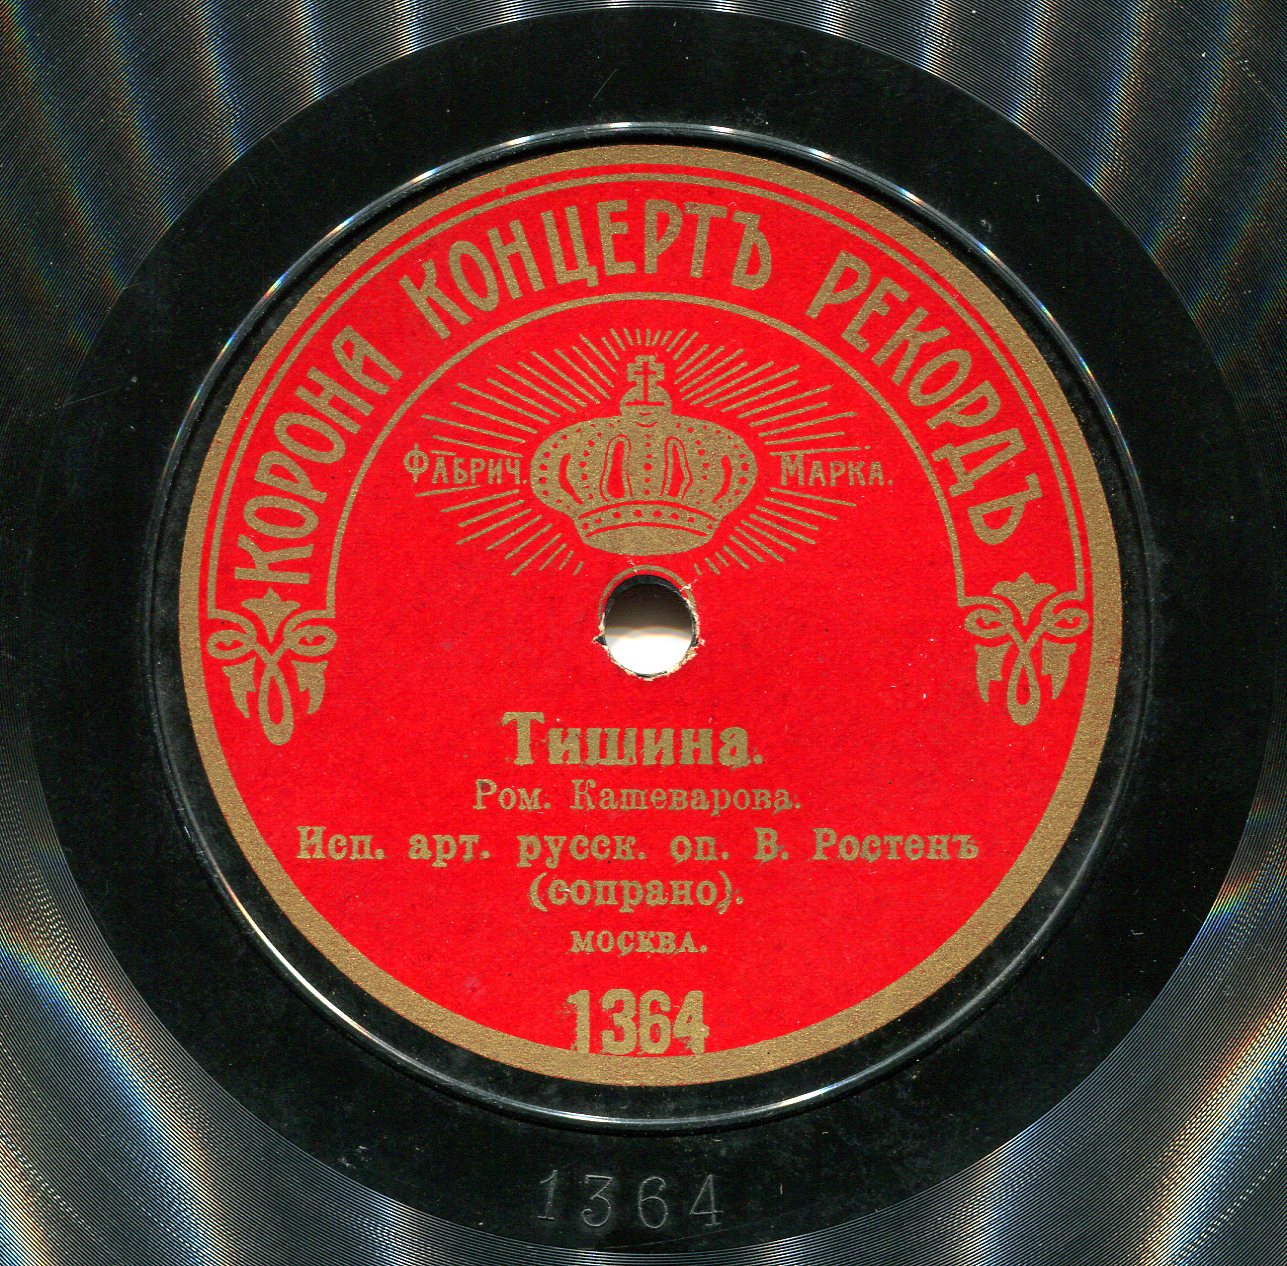 КОРОНА КОНЦЕРТЪ РЕКОРДЪ
ФАБРИЧ. МАРКА.
Тишина.
Ром. Кашеварова.
Исп. арт. русск. оп. В. Ростенъ
(сопрано).
МОСКВА.
1364
1364